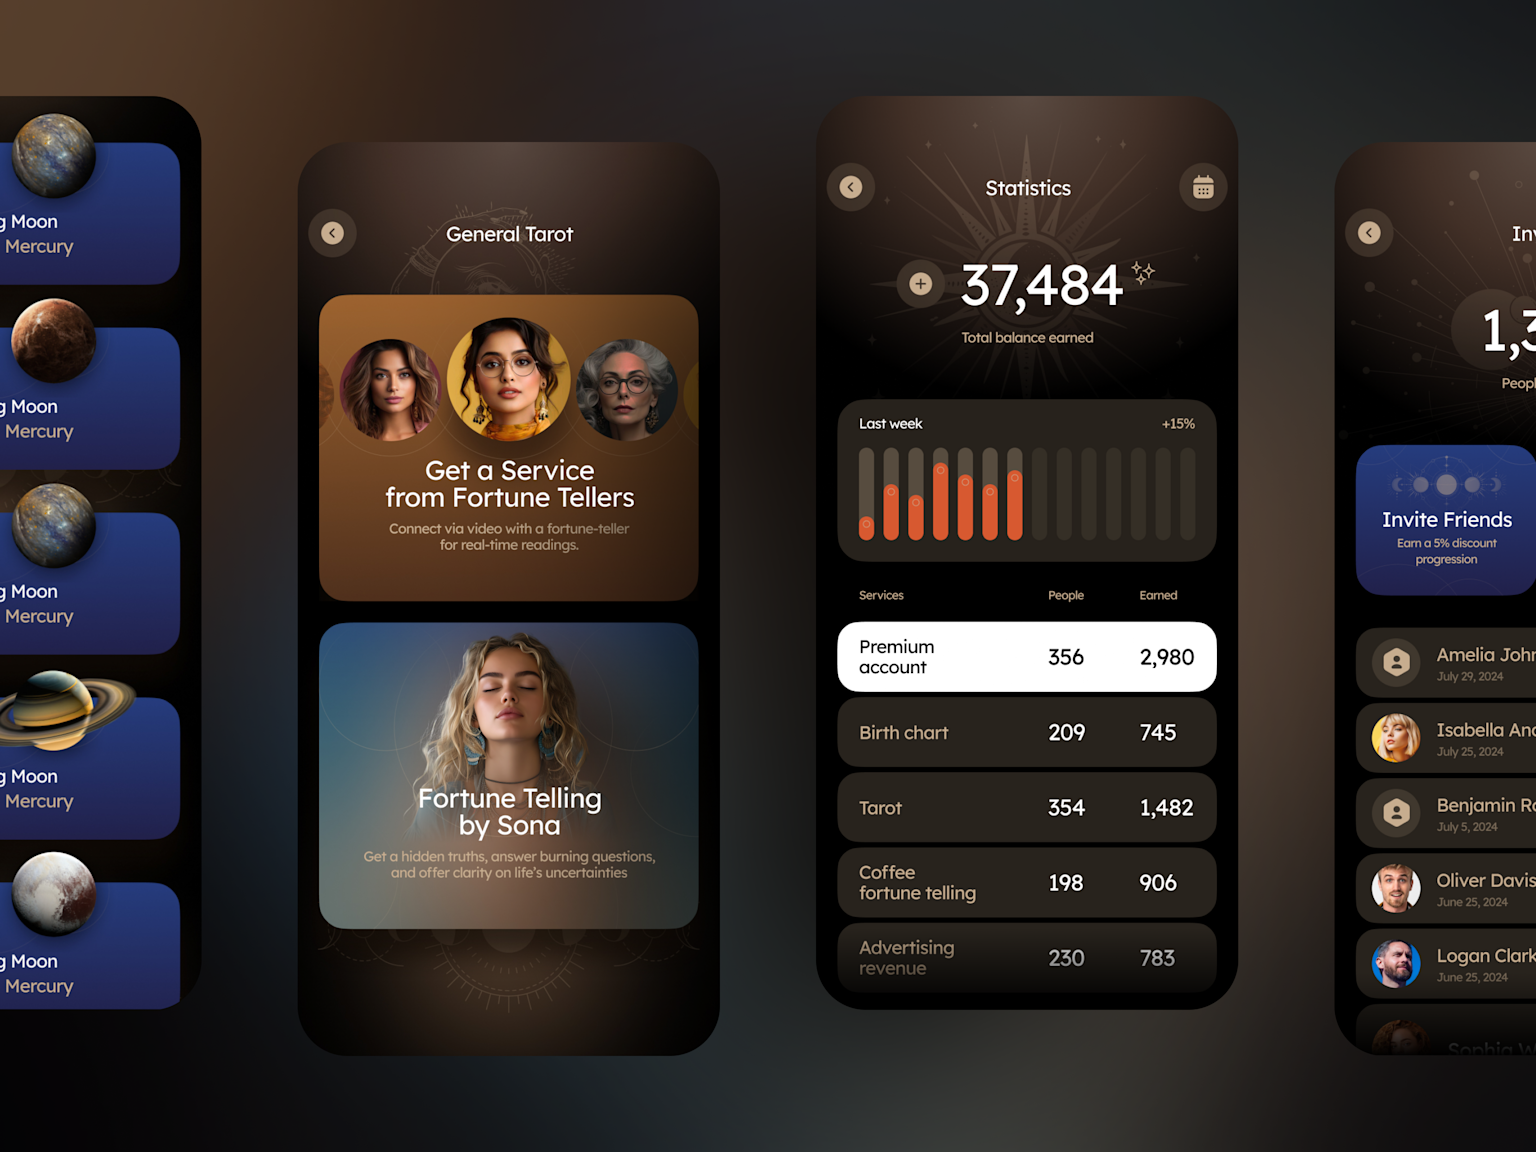 g Moon
Mercury
g Moon
Mercury
g Moon
Mercury
g Moon
Mercury
g Moon
Mercury
General Tarot
Get a Service
from Fortune Tellers
Connect via video with a fortune-teller
for real-time readings.
Fortune Telling
by Sona
Get a hidden truths, answer burning questions,
and offer clarity on life's uncertainties
Statistics
37,484
Total balance earned
Last week +15%
Services People Earned
Premium
account 356 2,980
Birth chart 209 745
Tarot 354 1,482
Coffee
fortune telling 198 906
Advertising
revenue 230 783
Inv
1,3
Peopl
Invite Friends
Earn a 5% discount
progression
Amelia John
July 29, 2024
Isabella And
July 25, 2024
Benjamin Ro
July 5, 2024
Oliver Davis
June 25, 2024
Logan Clark
June 25, 2024
Sophia W